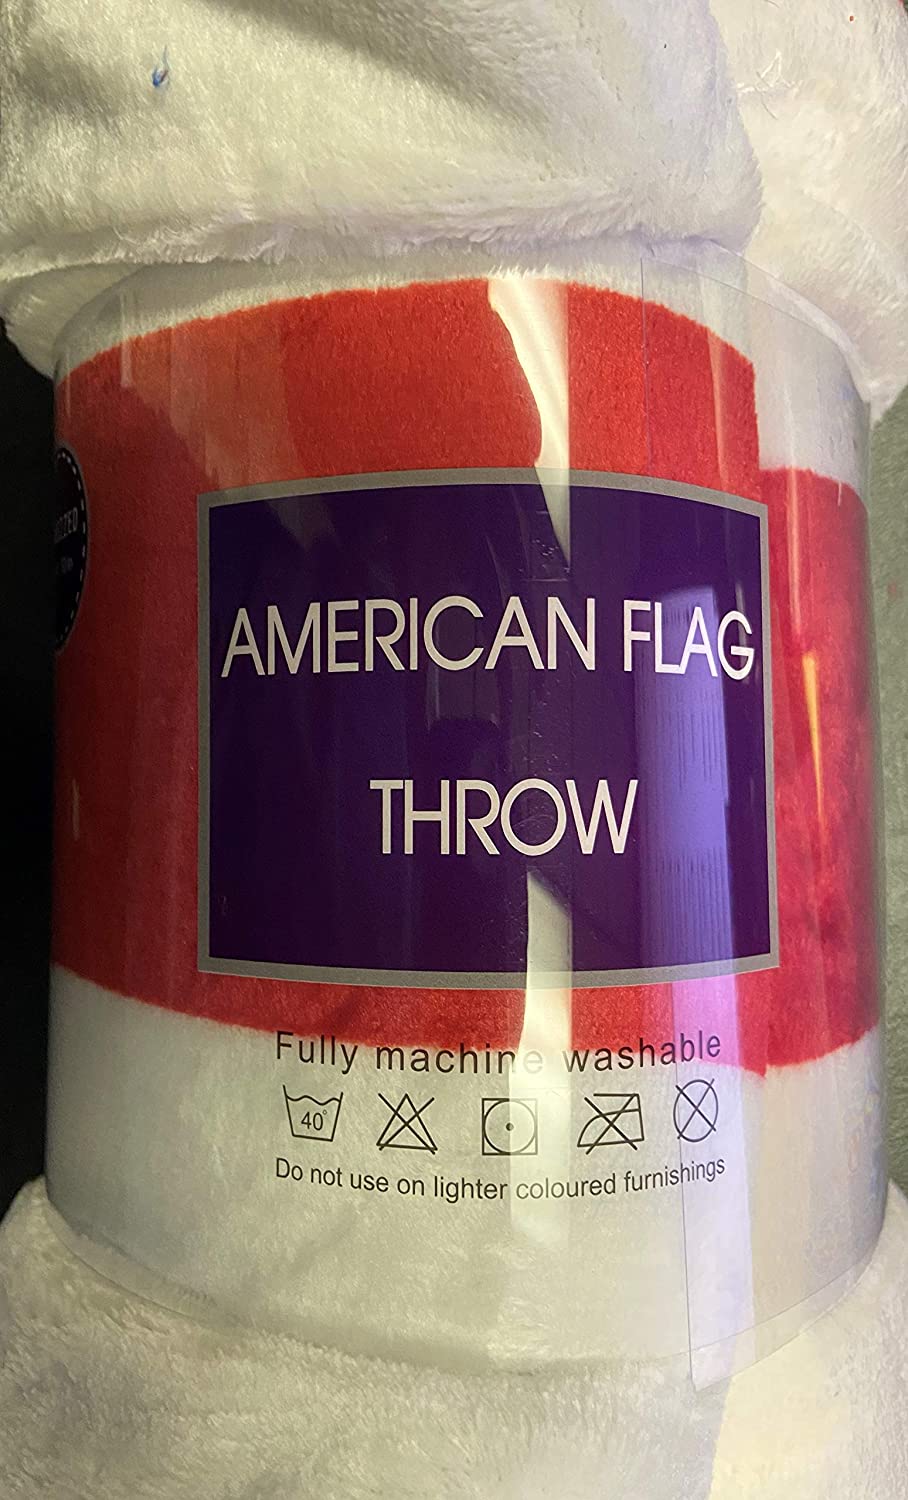 AMERICAN FLAG
THROW
Fully machine washable
40°
Do not use on lighter coloured furnishings